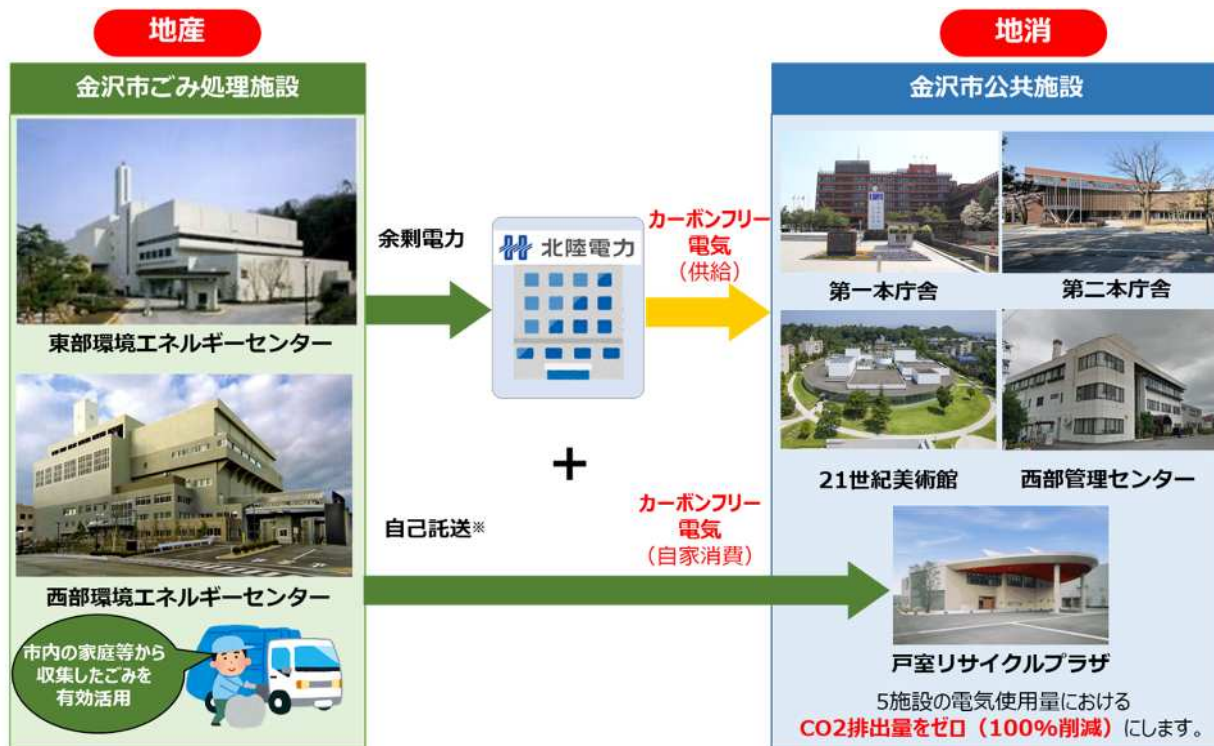 地産
金沢市ごみ処理施設
東部環境エネルギーセンター
西部環境エネルギーセンター
市内の家庭等から
収集したごみを
有効活用
余剰電力
北陸電力
カーボンフリー
電気
（供給）
+
自己託送※
カーボンフリー
電気
（自家消費）
地消
金沢市公共施設
第一本庁舎
第二本庁舎
21世紀美術館
西部管理センター
戸室リサイクルプラザ
5施設の電気使用量における
CO2排出量をゼロ（100％削減）にします。